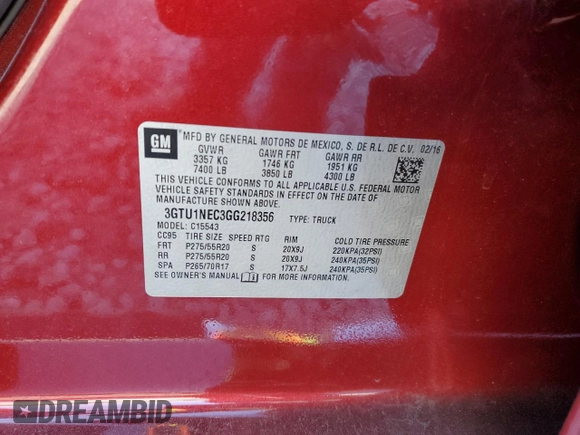 GM
MFD BY GENERAL MOTORS DE MEXICO, S. DE R.L. DE C.V. 02/16
GVWR GAWR FRT GAWR RR
3357 KG 1746 KG 1951 KG
7400 LB 3850 LB 4300 LB
THIS VEHICLE CONFORMS TO ALL APPLICABLE U.S. FEDERAL MOTOR
VEHICLE SAFETY STANDARDS IN EFFECT ON THE DATE OF
MANUFACTURE SHOWN ABOVE.
3GTU1NEC3GG218356 TYPE: TRUCK
MODEL: C15543
CC95 TIRE SIZE SPEED RTG RIM COLD TIRE PRESSURE
FRT P275/55R20 S 20X9J 220KPA(32PSI)
RR P275/55R20 S 20X9J 240KPA(35PSI)
SPA P265/70R17 S 17X7.5J 240KPA(35PSI)
SEE OWNER'S MANUAL FOR MORE INFORMATION.
DREAMBID